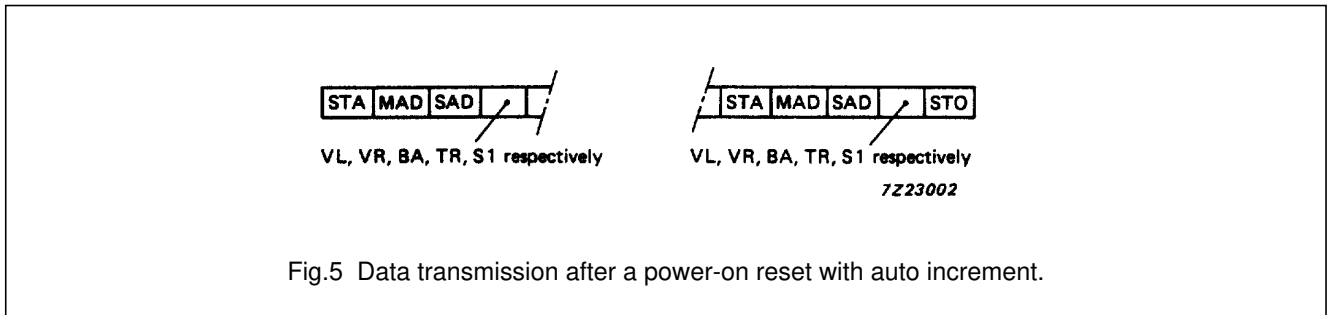 STA MAD SAD STA MAD SAD STO
VL, VR, BA, TR, S1 respectively VL, VR, BA, TR, S1 respectively
7Z23002
Fig.5 Data transmission after a power-on reset with auto increment.